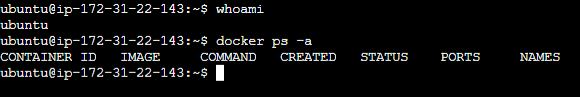 ubuntu@ip-172-31-22-143:~$ whoami
ubuntu
ubuntu@ip-172-31-22-143:~$ docker ps -a
CONTAINER ID   IMAGE     COMMAND   CREATED   STATUS    PORTS     NAMES
ubuntu@ip-172-31-22-143:~$